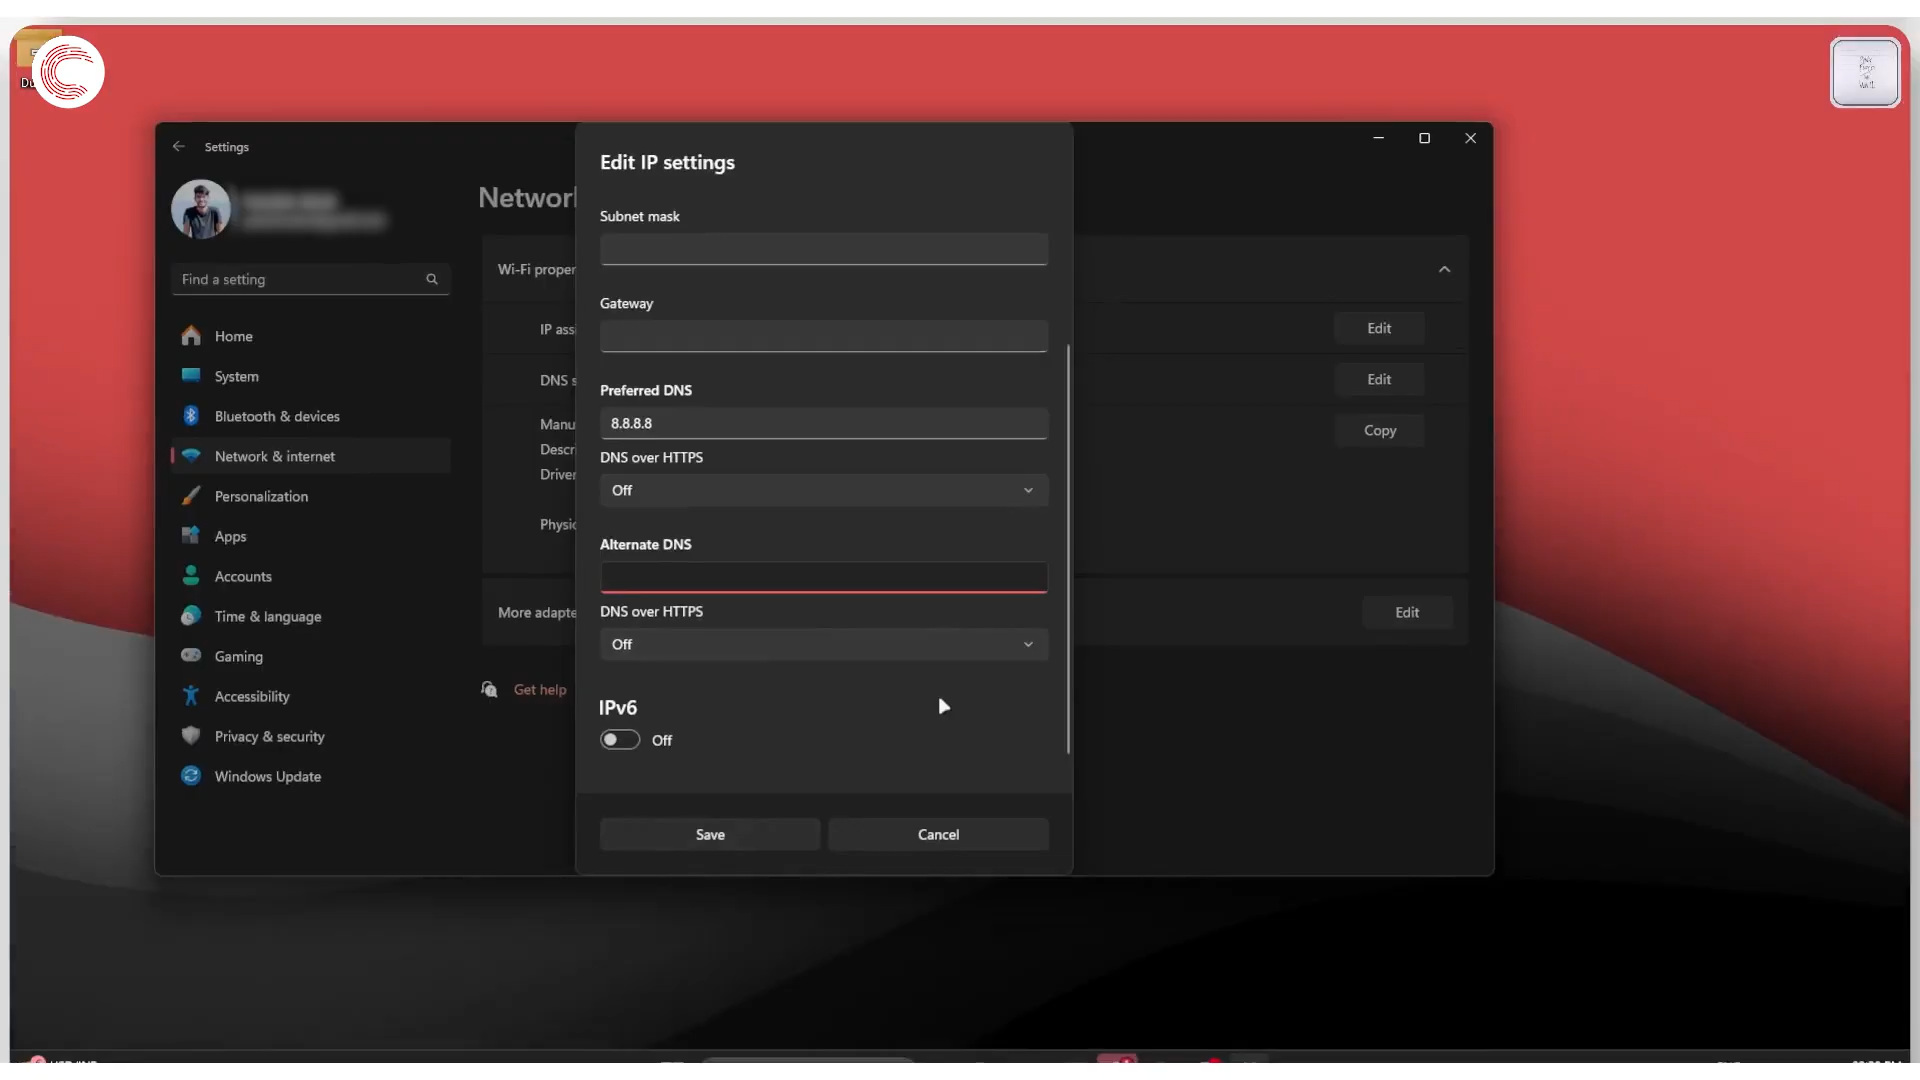 Settings
Edit IP settings
Networ
Subnet mask
Find a setting
Wi-Fi proper
Gateway
Home
IP ass
Edit
System
DNS s
Edit
Preferred DNS
8.8.8.8
Bluetooth & devices
Manu
Copy
Descri
Driver
DNS over HTTPS
Network & internet
Off
Personalization
Physic
Apps
Alternate DNS
Accounts
DNS over HTTPS
More adapte
Edit
Time & language
Off
Gaming
Get help
Accessibility
IPv6
Off
Privacy & security
Windows Update
Save
Cancel